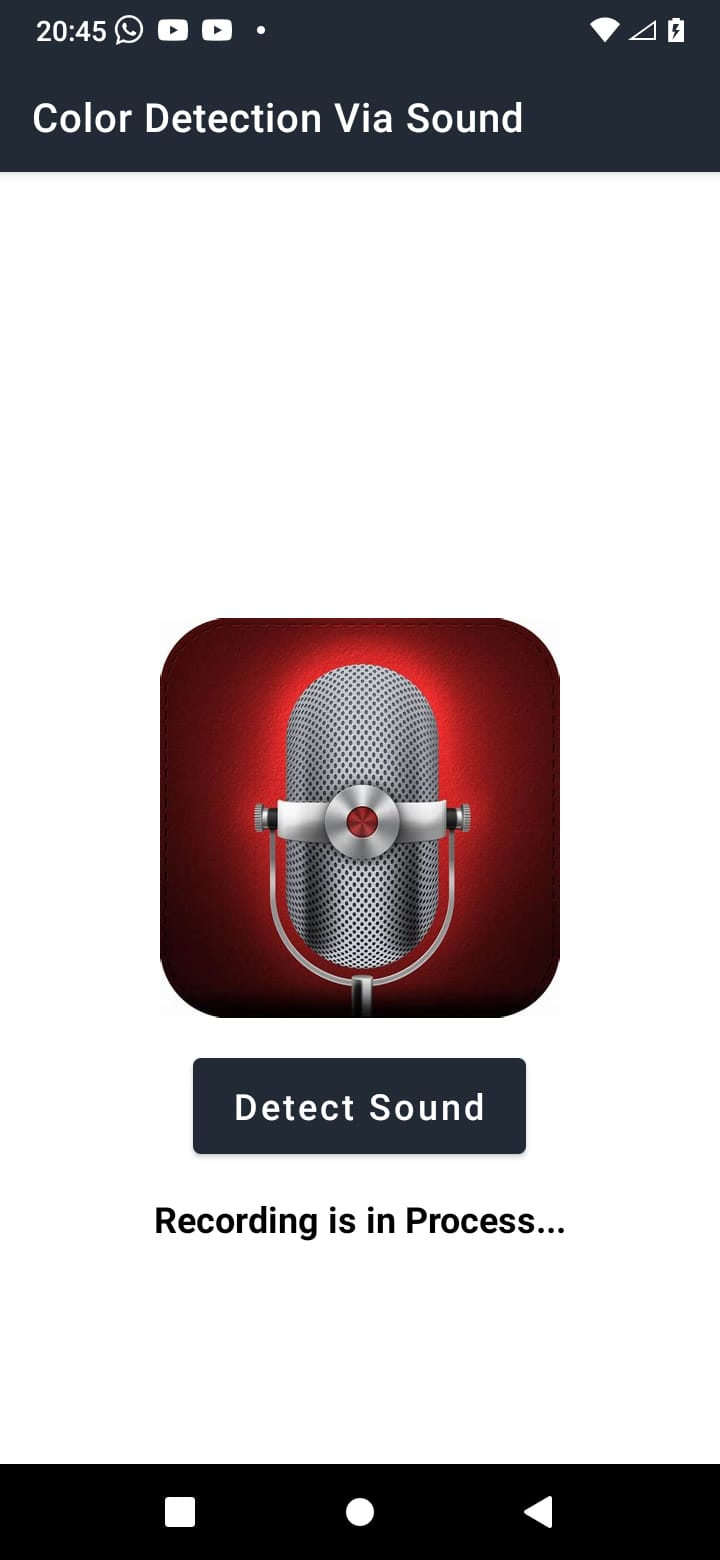 20:45
Color Detection Via Sound
Detect Sound
Recording is in Process...